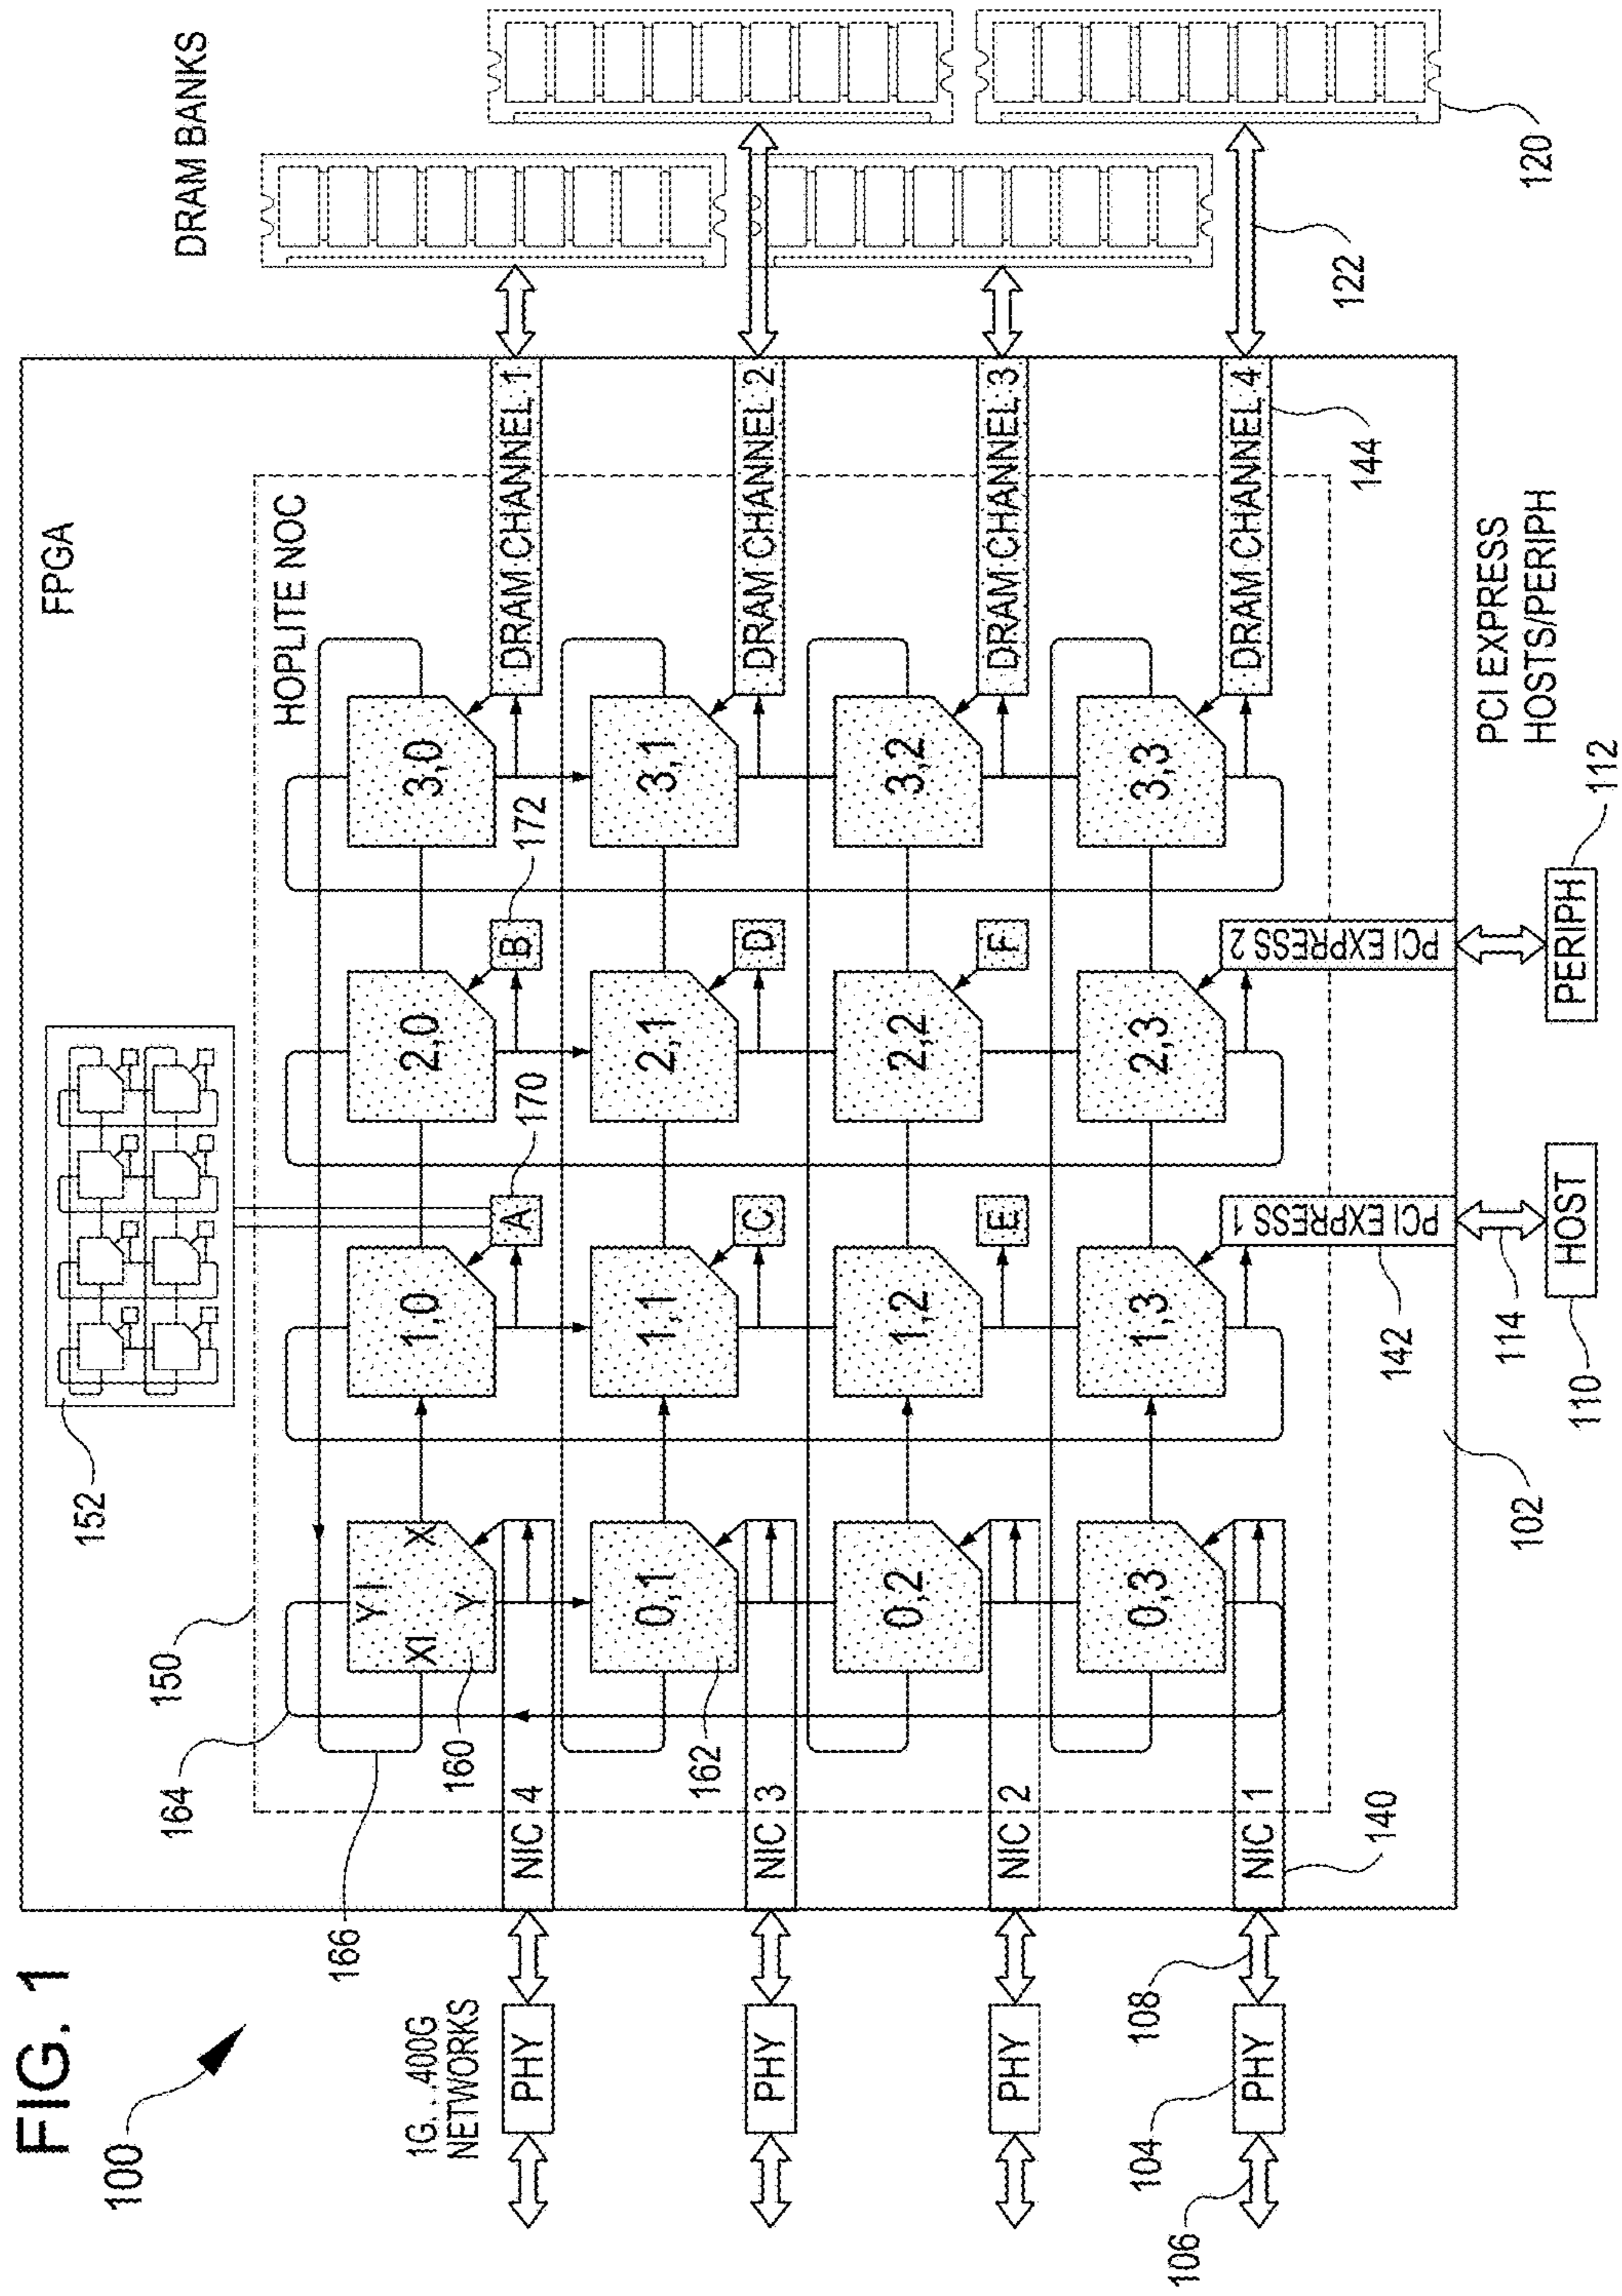 FIG. 1
100
FPGA
DRAM BANKS
152
150
HOPLITE NOC
164
166
1G...400G
NETWORKS
YI
XI
X
Y
160
1,0
2,0
3,0
PHY
NIC 4
A
170
B
172
DRAM CHANNEL 1
0,1
162
1,1
2,1
3,1
PHY
NIC 3
C
D
DRAM CHANNEL 2
0,2
1,2
2,2
3,2
PHY
NIC 2
E
F
DRAM CHANNEL 3
0,3
1,3
2,3
3,3
106
104
PHY
108
NIC 1
140
PCI EXPRESS 1
142
PCI EXPRESS 2
DRAM CHANNEL 4
144
122
120
102
114
110
HOST
PERIPH
112
PCI EXPRESS
HOSTS/PERIPH